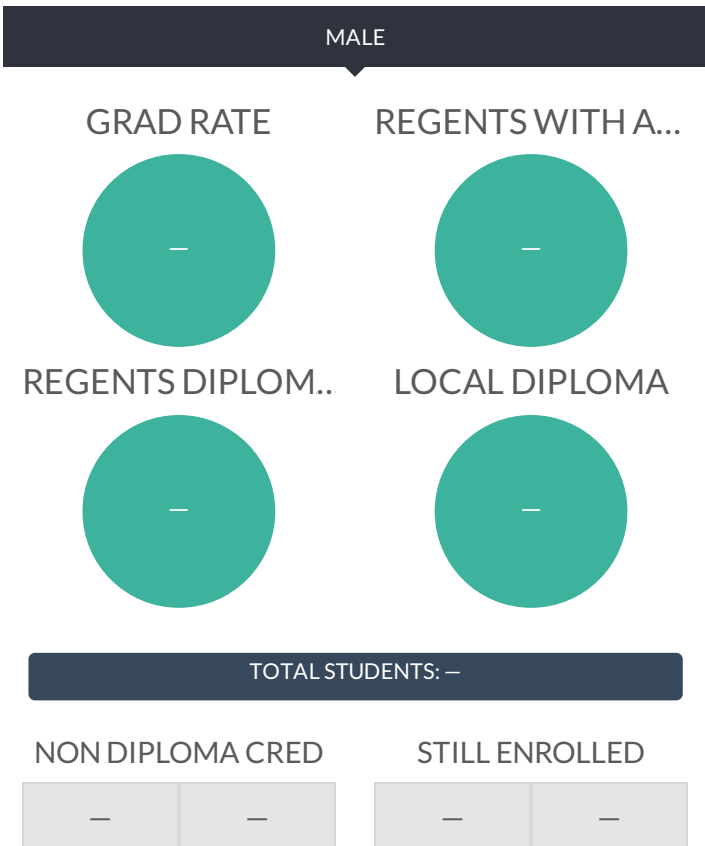 MALE
GRAD RATE
REGENTS WITH A...
—
—
REGENTS DIPLOM...
LOCAL DIPLOMA
—
—
TOTAL STUDENTS: —
NON DIPLOMA CRED
STILL ENROLLED
— —
— —